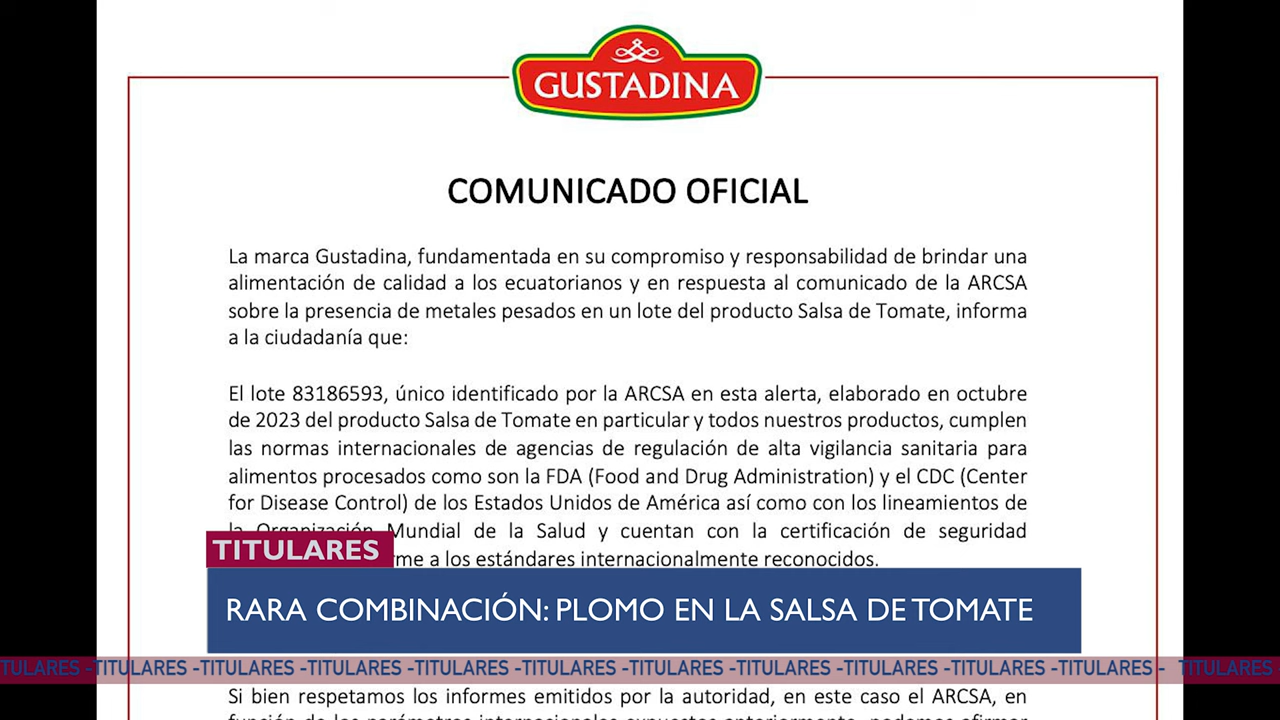 GUSTADINA
COMUNICADO OFICIAL
La marca Gustadina, fundamentada en su compromiso y responsabilidad de brindar una
alimentación de calidad a los ecuatorianos y en respuesta al comunicado de la ARCSA
sobre la presencia de metales pesados en un lote del producto Salsa de Tomate, informa
a la ciudadanía que:
El lote 83186593, único identificado por la ARCSA en esta alerta, elaborado en octubre
de 2023 del producto Salsa de Tomate en particular y todos nuestros productos, cumplen
las normas internacionales de agencias de regulación de alta vigilancia sanitaria para
alimentos procesados como son la FDA (Food and Drug Administration) y el CDC (Center
for Disease Control) de los Estados Unidos de América así como con los lineamientos de
la Organización Mundial de la Salud y cuentan con la certificación de seguridad
rme a los estándares internacionalmente reconocidos.
TITULARES
RARA COMBINACIÓN: PLOMO EN LA SALSA DE TOMATE
TULARES -TITULARES -TITULARES -TITULARES -TITULARES -TITULARES -TITULARES -TITULARES -TITULARES -TITULARES -TITULARES - TITULARES
Si bien respetamos los informes emitidos por la autoridad, en este caso el ARCSA, en